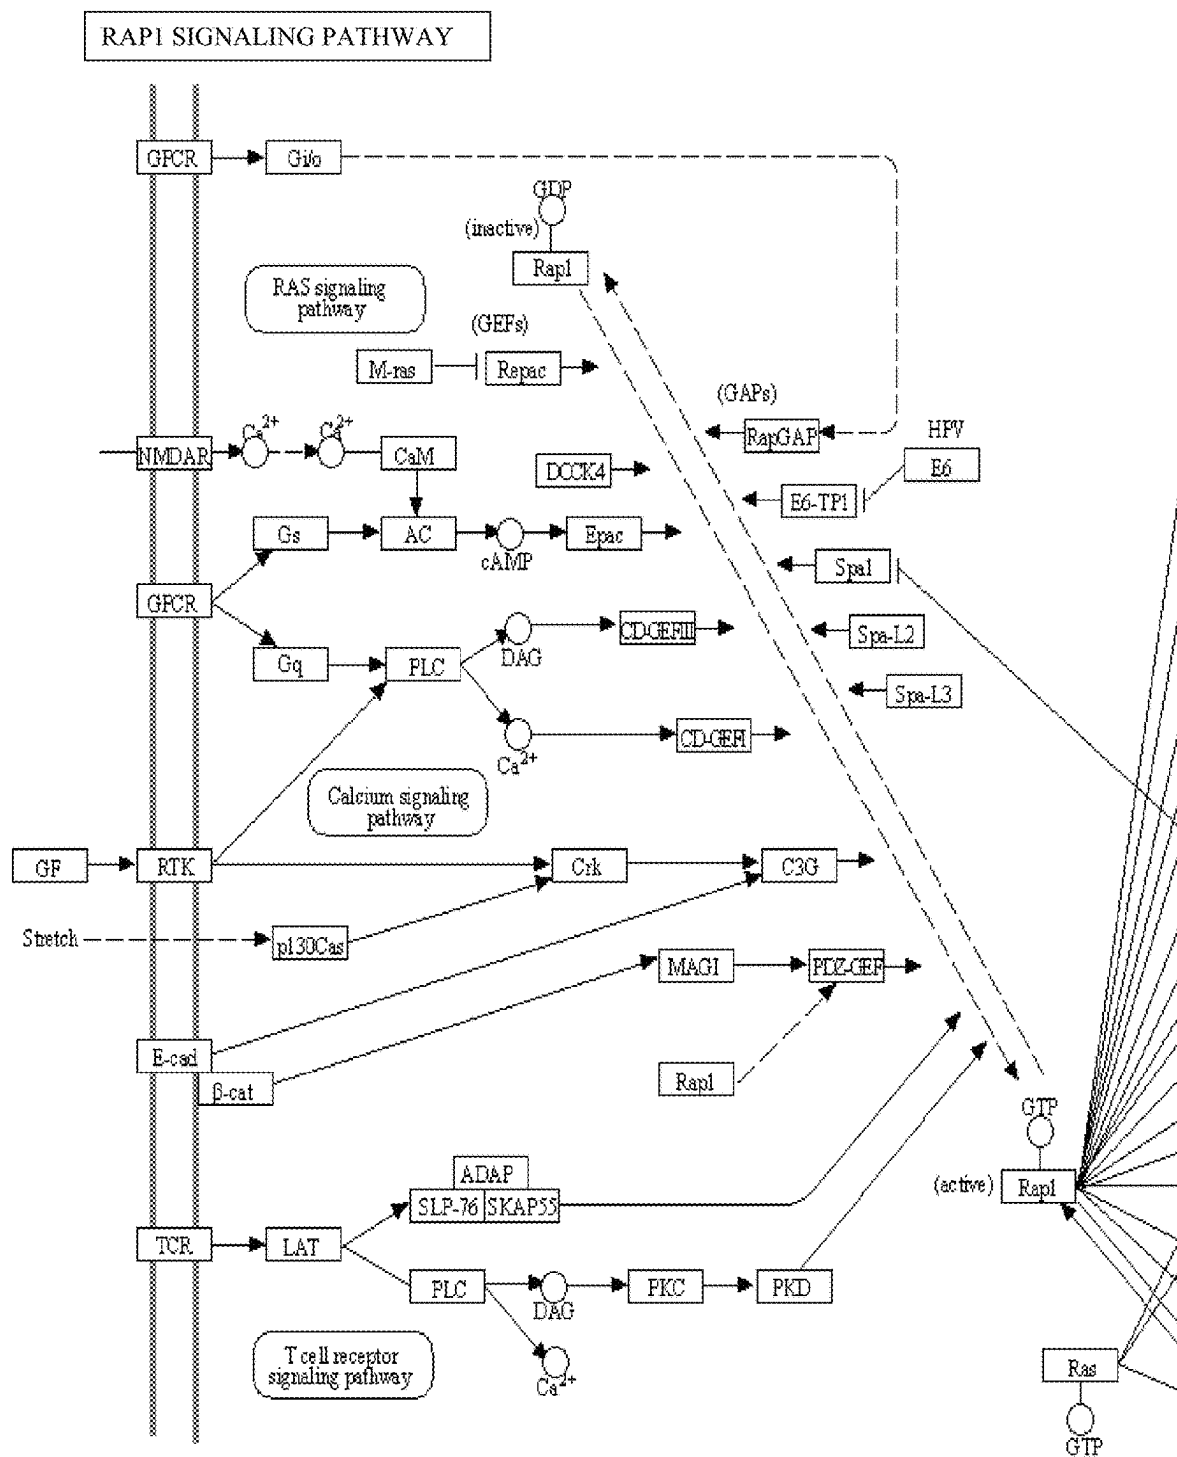 RAP1 SIGNALING PATHWAY
GPCR
Gi/o
GDP
(inactive)
Rap1
RAS signaling
pathway
(GEFs)
M-ras
Repac
(GAPs)
RapGAP
HPV
E6
Ca2+
Ca2+
NMDAR
CaM
DOCK4
E6-TP1
Gs
AC
cAMP
Epac
Spa1
GPCR
CD-GEFIII
Spa-L2
DAG
Gq
PLC
Spa-L3
CD-GEFI
Ca2+
Calcium signaling
pathway
GF
RTK
Crk
C3G
Stretch
p130Cas
MAGI
PDZ-GEF
E-cad
β-cat
Rap1
GTP
(active)
Rap1
ADAP
SLP-76
SKAP55
TCR
LAT
PLC
DAG
PKC
PKD
T cell receptor
signaling pathway
Ca2+
Ras
GTP